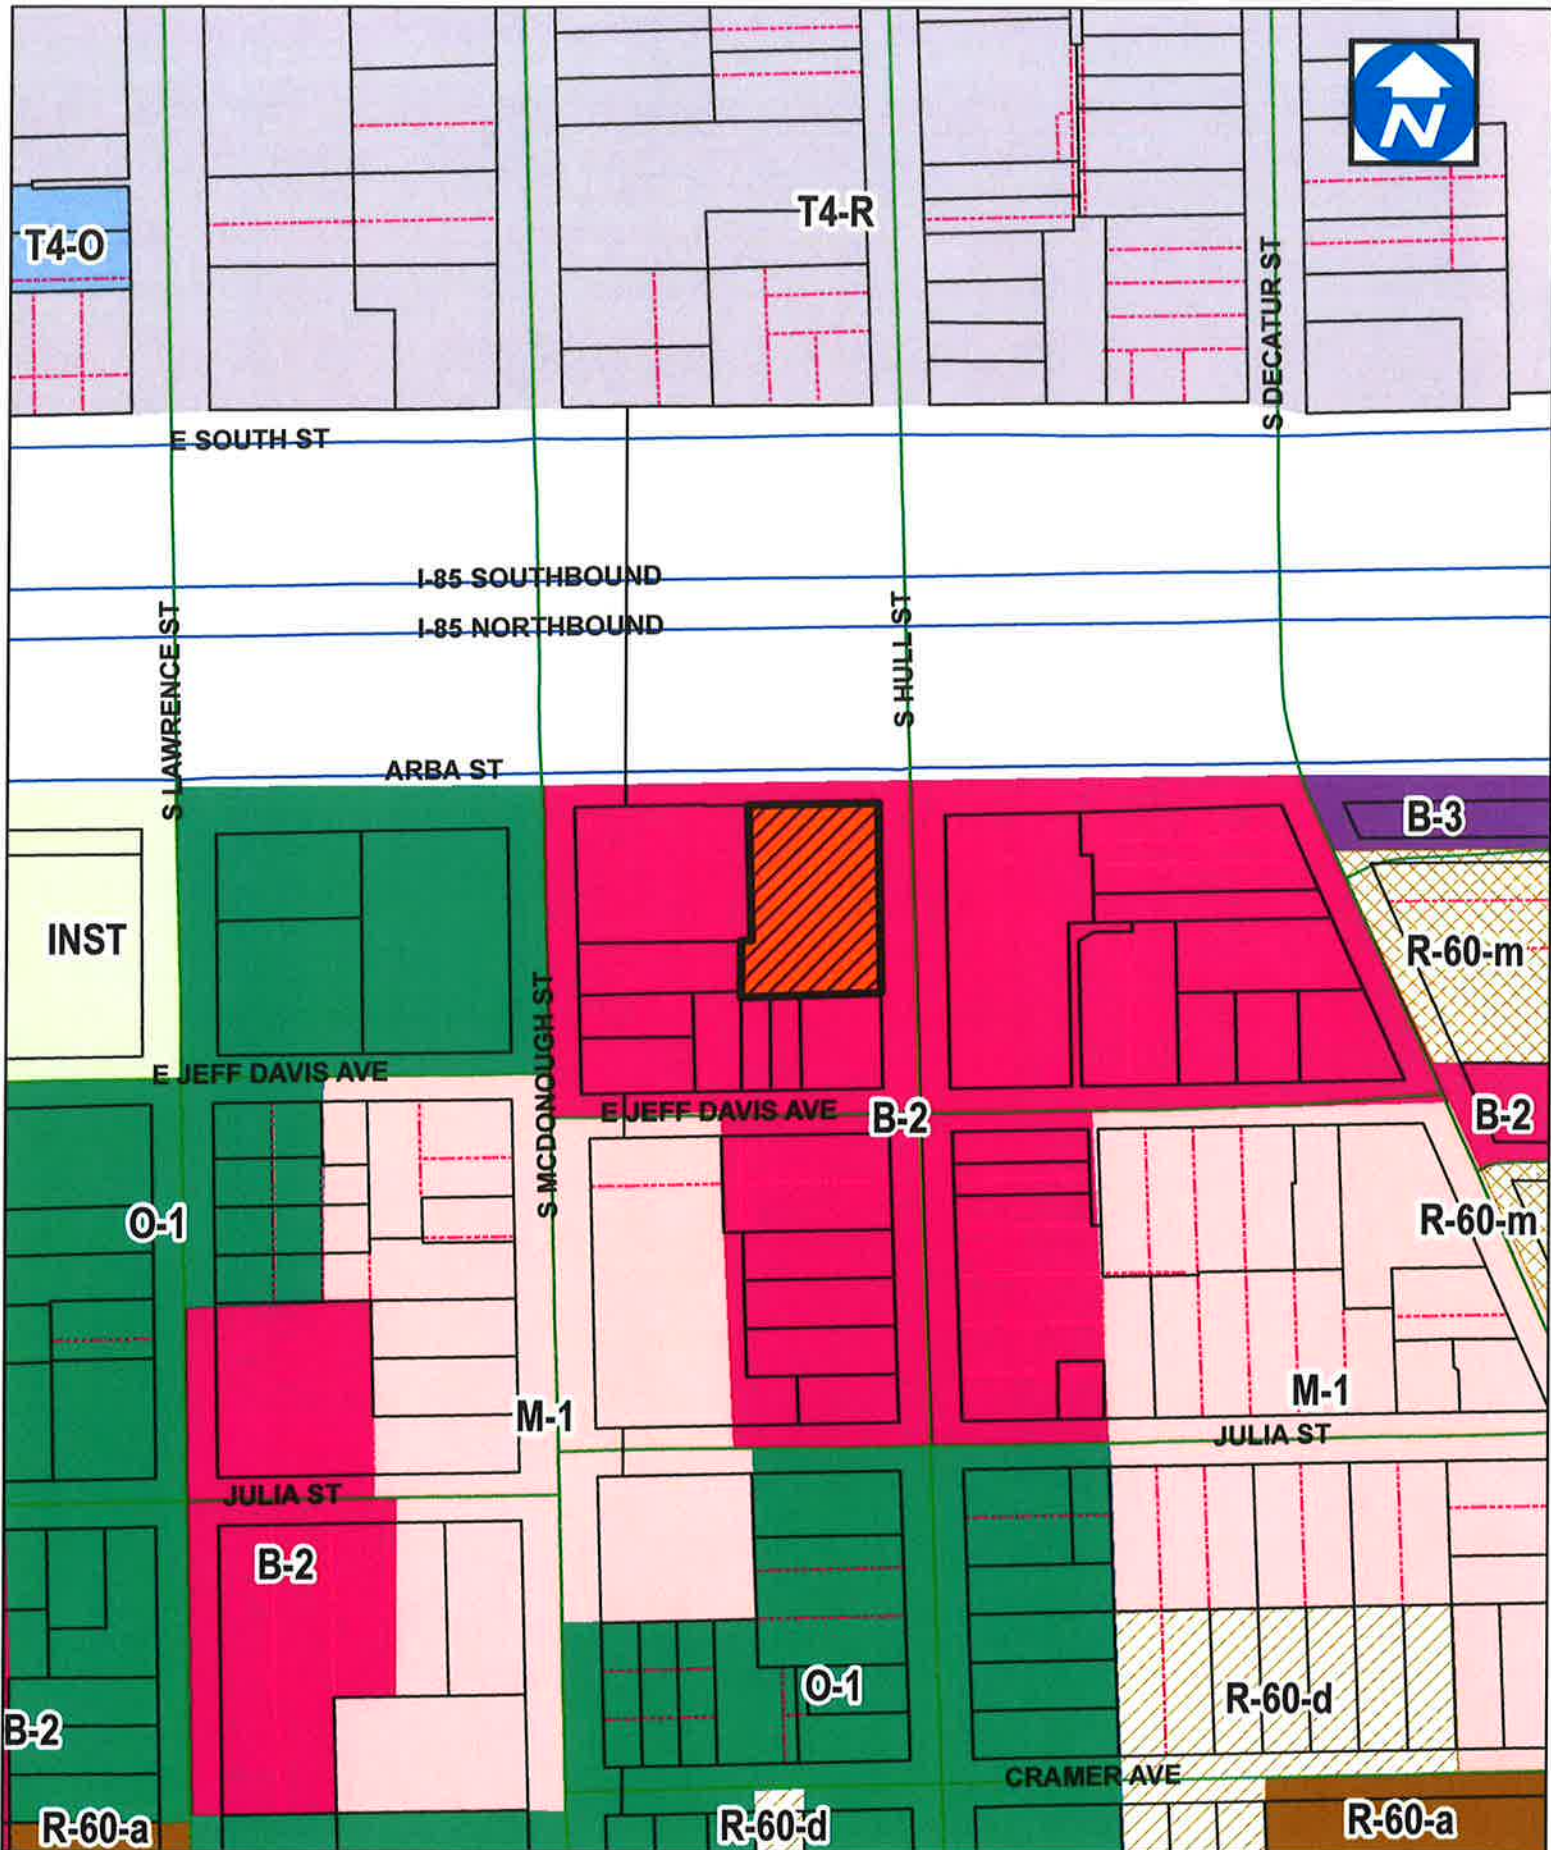 N
T4-R
T4-O
S DECATUR ST
E SOUTH ST
I-85 SOUTHBOUND
I-85 NORTHBOUND
S LAWRENCE ST
S HULL ST
ARBA ST
B-3
INST
R-60-m
S MCDONOUGH ST
E JEFF DAVIS AVE
E JEFF DAVIS AVE
B-2
B-2
O-1
R-60-m
M-1
M-1
JULIA ST
JULIA ST
B-2
O-1
R-60-d
B-2
CRAMER AVE
R-60-a
R-60-d
R-60-a